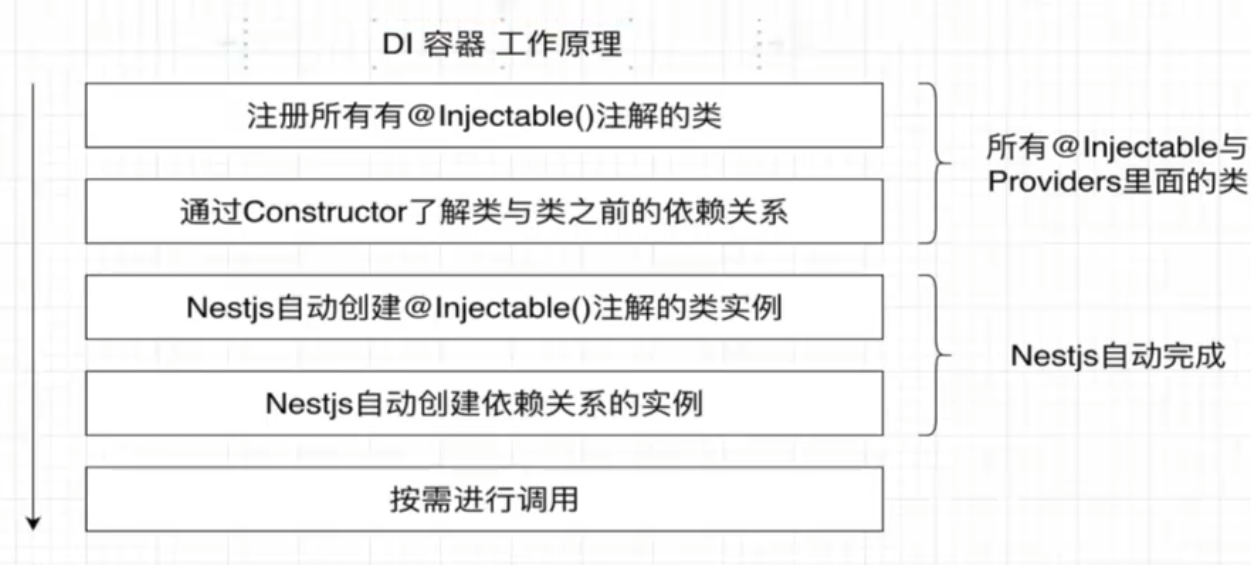 DI 容器 工作原理
注册所有有@Injectable()注解的类
所有@Injectable与
Providers里面的类
通过Constructor了解类与类之前的依赖关系
Nestjs自动创建@Injectable()注解的类实例
Nestjs自动完成
Nestjs自动创建依赖关系的实例
按需进行调用